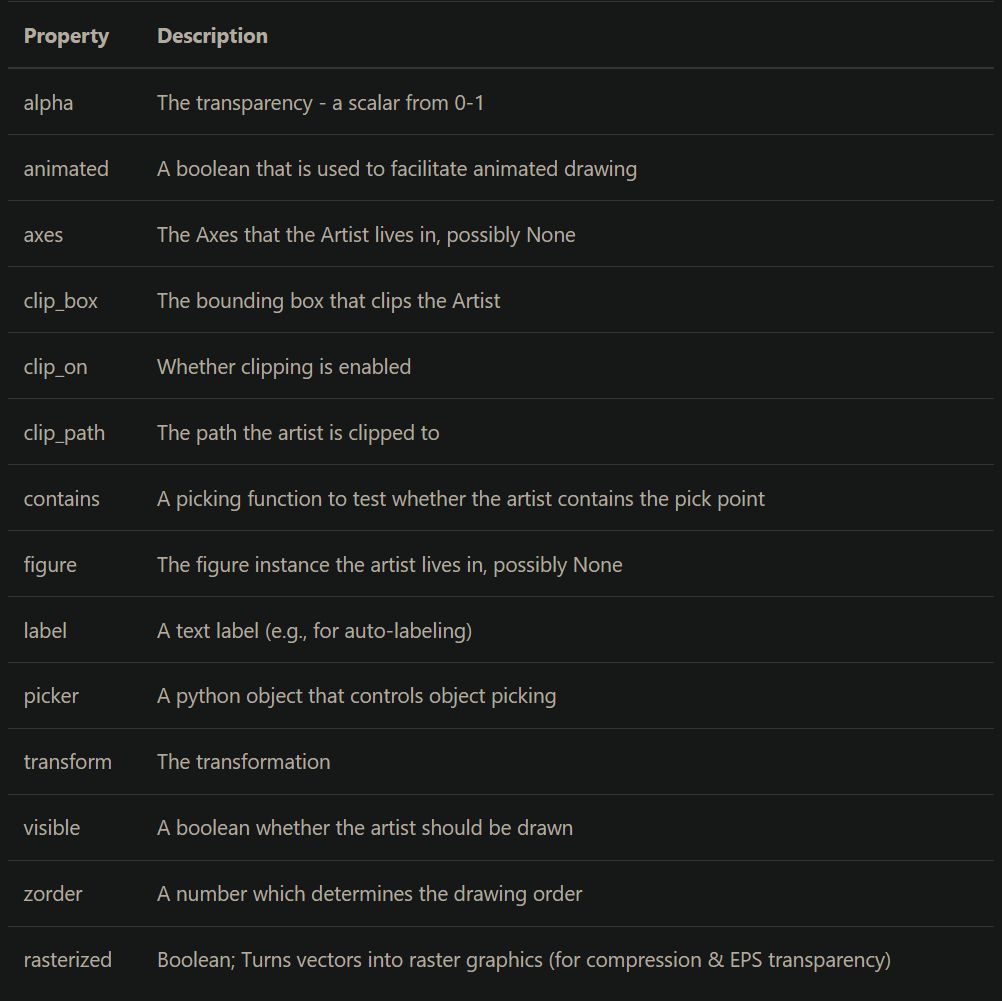 Property Description
alpha The transparency - a scalar from 0-1
animated A boolean that is used to facilitate animated drawing
axes The Axes that the Artist lives in, possibly None
clip_box The bounding box that clips the Artist
clip_on Whether clipping is enabled
clip_path The path the artist is clipped to
contains A picking function to test whether the artist contains the pick point
figure The figure instance the artist lives in, possibly None
label A text label (e.g., for auto-labeling)
picker A python object that controls object picking
transform The transformation
visible A boolean whether the artist should be drawn
zorder A number which determines the drawing order
rasterized Boolean; Turns vectors into raster graphics (for compression & EPS transparency)